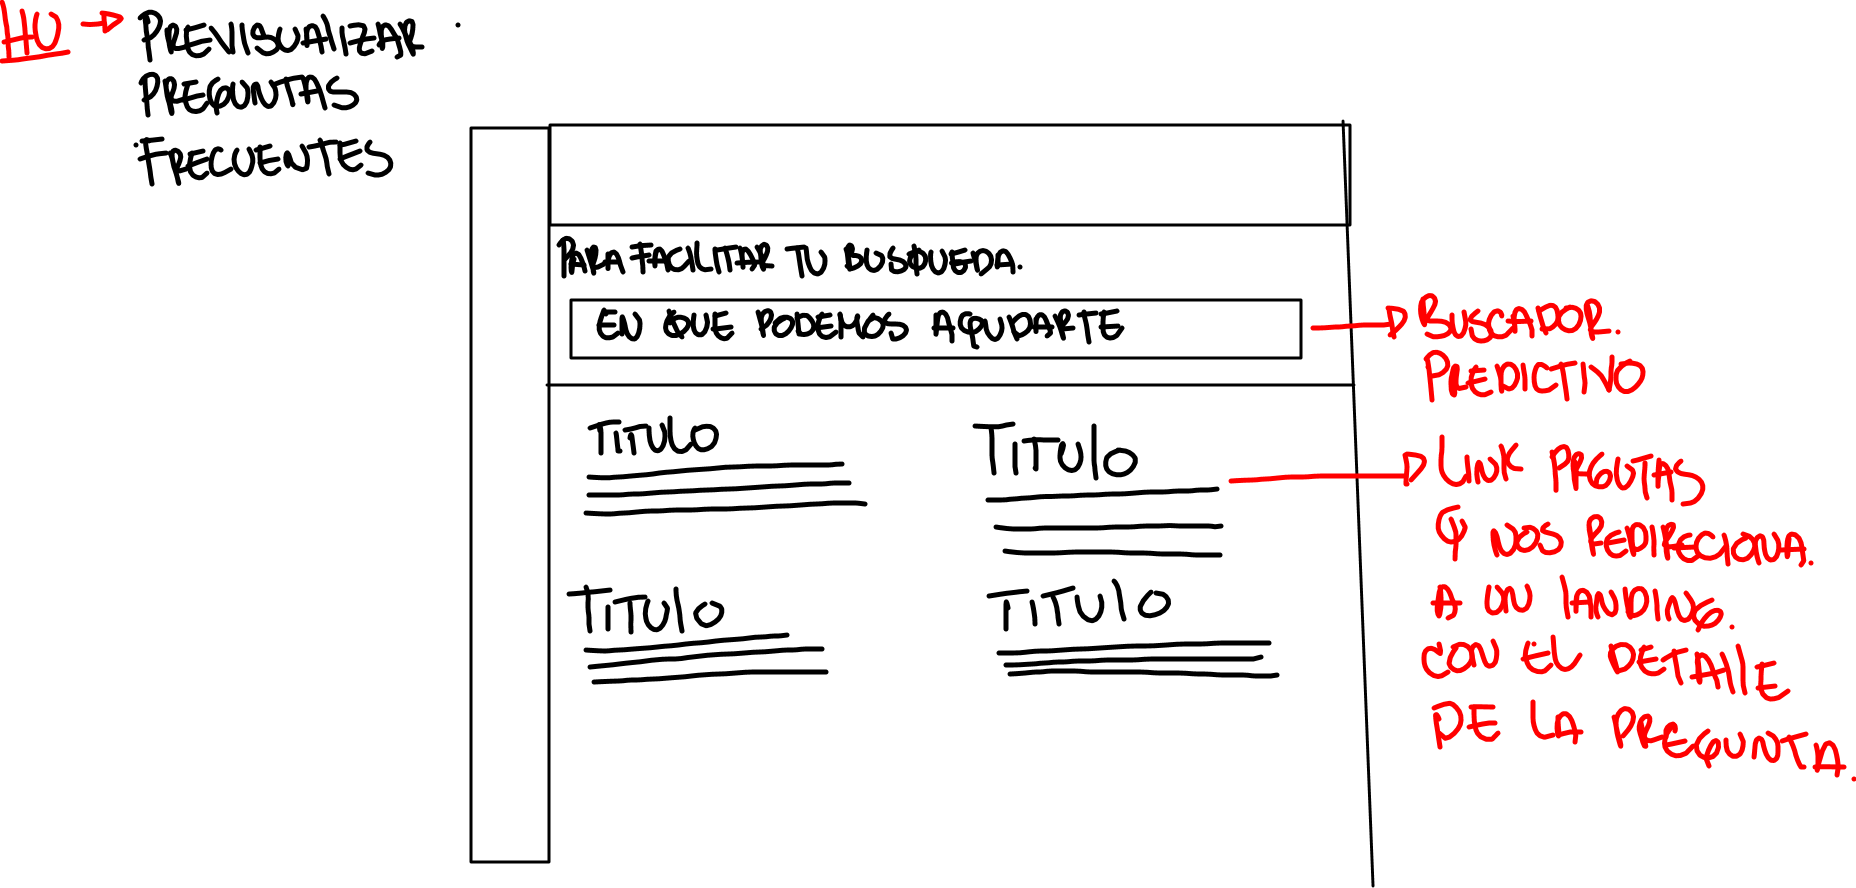 HU → PREVISUALIZAR
PREGUNTAS
FRECUENTES
PARA FACILITAR TU BUSQUEDA.
EN QUE PODEMOS AYUDARTE
BUSCADOR.
PREDICTIVO
TITULO
TITULO
LINK PRGUTAS
Y NOS REDIRECIONA.
A UN LANDING.
CON EL DETALLE
DE LA PREGUNTA.
TITULO
TITULO